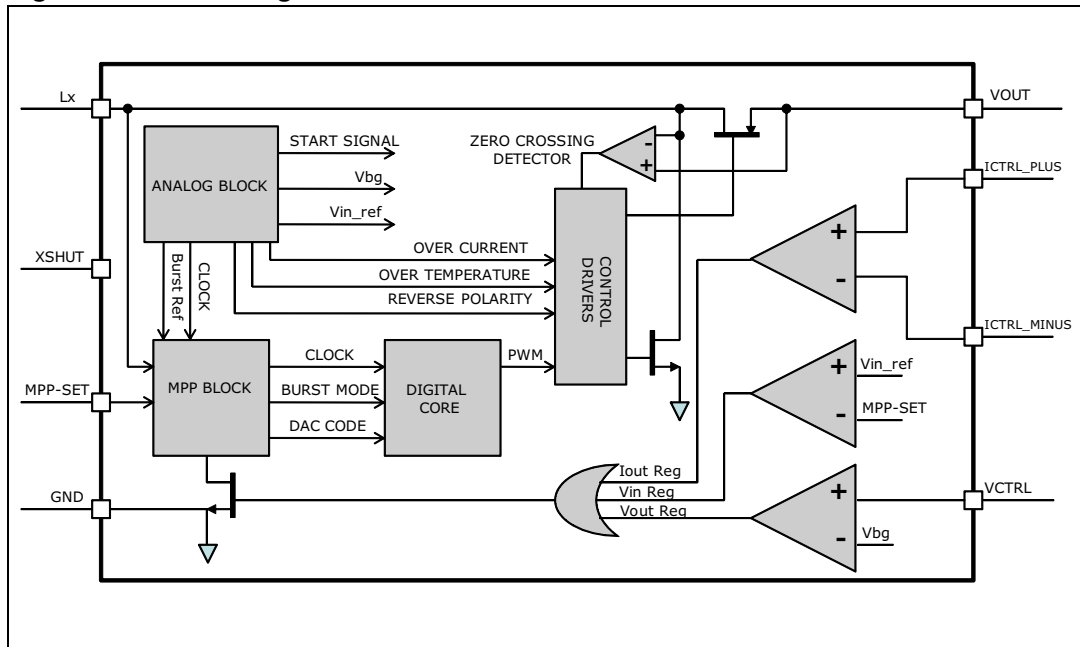 Lx
VOUT
START SIGNAL
ZERO CROSSING
DETECTOR
-
+
ANALOG BLOCK
Vbg
Vin_ref
ICTRL_PLUS
XSHUT
Burst Ref
CLOCK
OVER CURRENT
OVER TEMPERATURE
REVERSE POLARITY
CONTROL
DRIVERS
+
-
ICTRL_MINUS
MPP-SET
MPP BLOCK
CLOCK
BURST MODE
DAC CODE
DIGITAL
CORE
PWM
+
-
Vin_ref
MPP-SET
GND
Iout Reg
Vin Reg
Vout Reg
+
-
Vbg
VCTRL